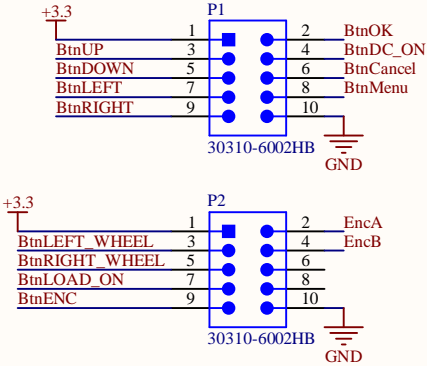 +3.3
P1
1 2 BtnOK
BtnUP 3 4 BtnDC_ON
BtnDOWN 5 6 BtnCancel
BtnLEFT 7 8 BtnMenu
BtnRIGHT 9 10
30310-6002HB
GND
+3.3
P2
1 2 EncA
BtnLEFT_WHEEL 3 4 EncB
BtnRIGHT_WHEEL 5 6
BtnLOAD_ON 7 8
BtnENC 9 10
30310-6002HB
GND